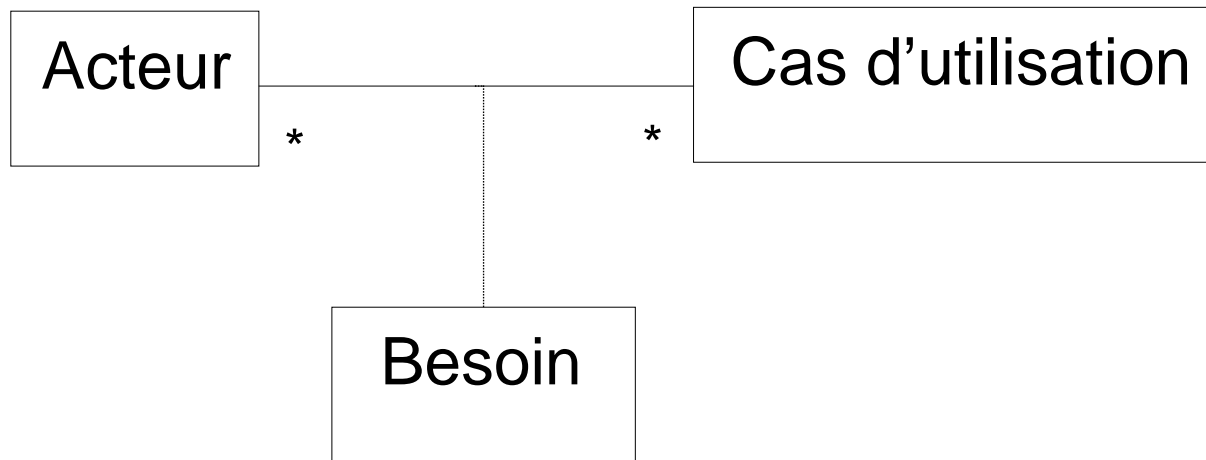 Acteur
Cas d’utilisation
*
*
Besoin